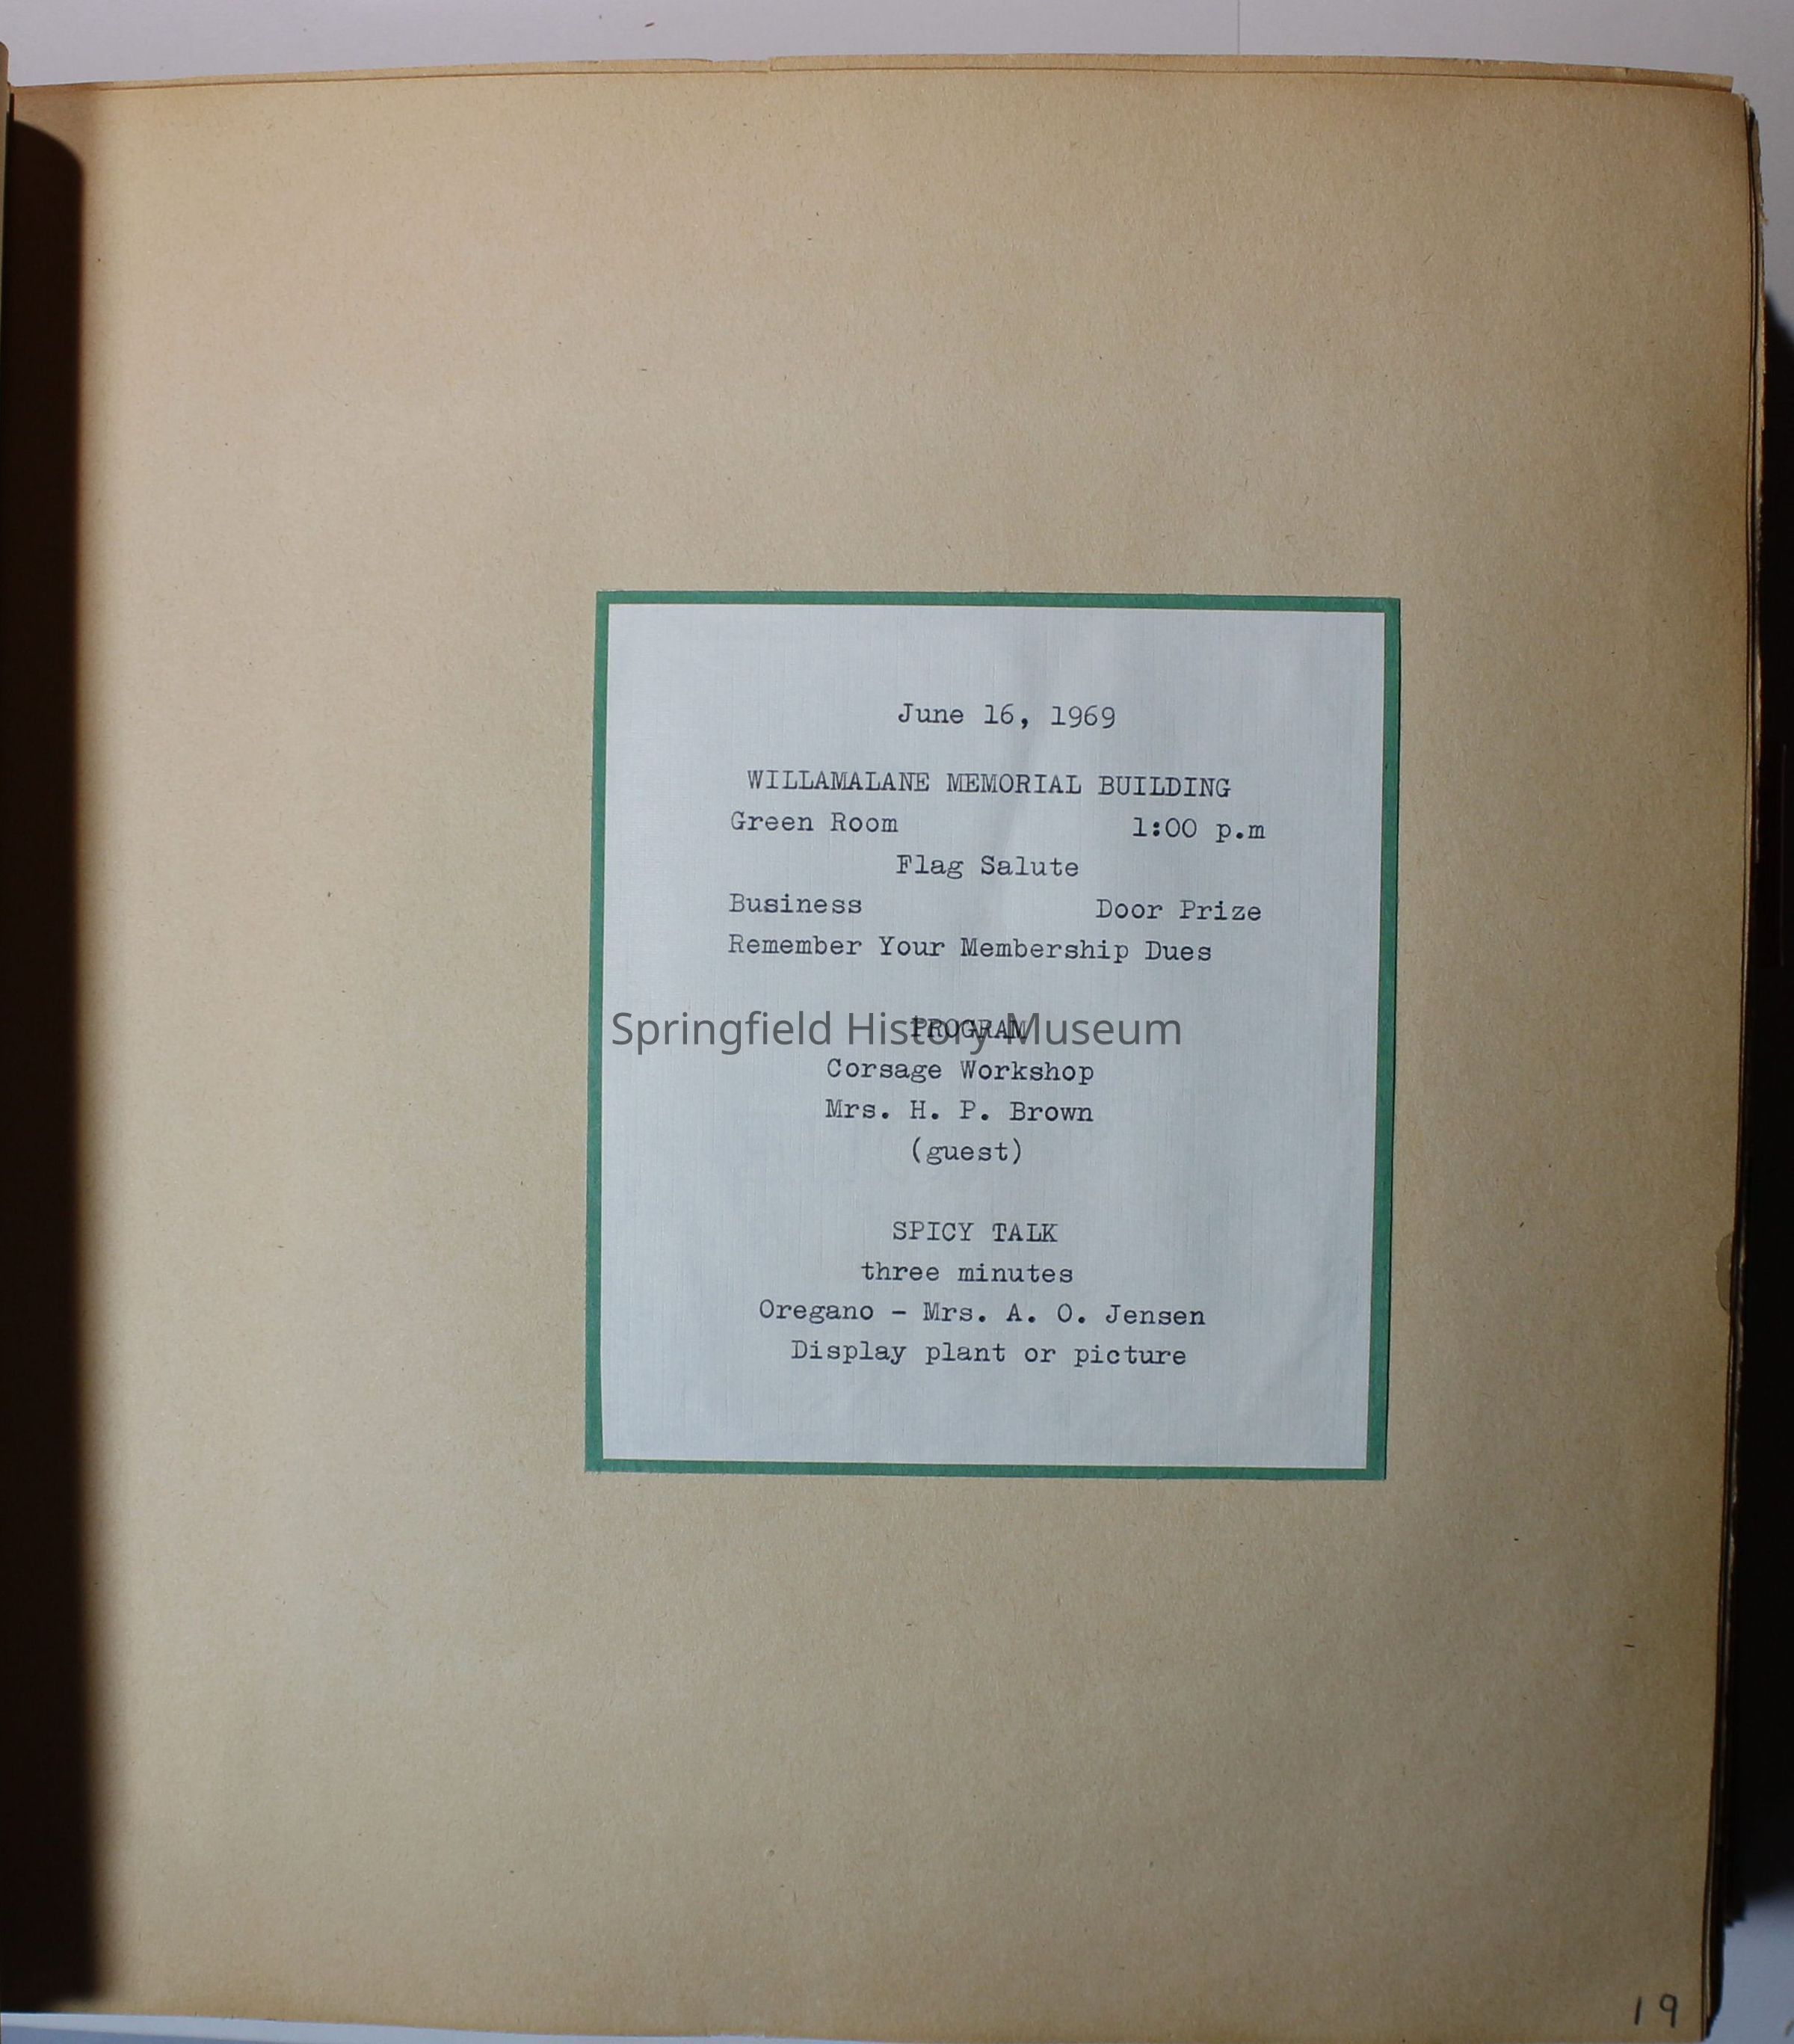 June 16, 1969
WILLAMALANE MEMORIAL BUILDING
Green Room 1:00 p.m
Flag Salute
Business Door Prize
Remember Your Membership Dues
PROGRAM
Springfield History Museum
Corsage Workshop
Mrs. H. P. Brown
(guest)
SPICY TALK
three minutes
Oregano - Mrs. A. O. Jensen
Display plant or picture
19